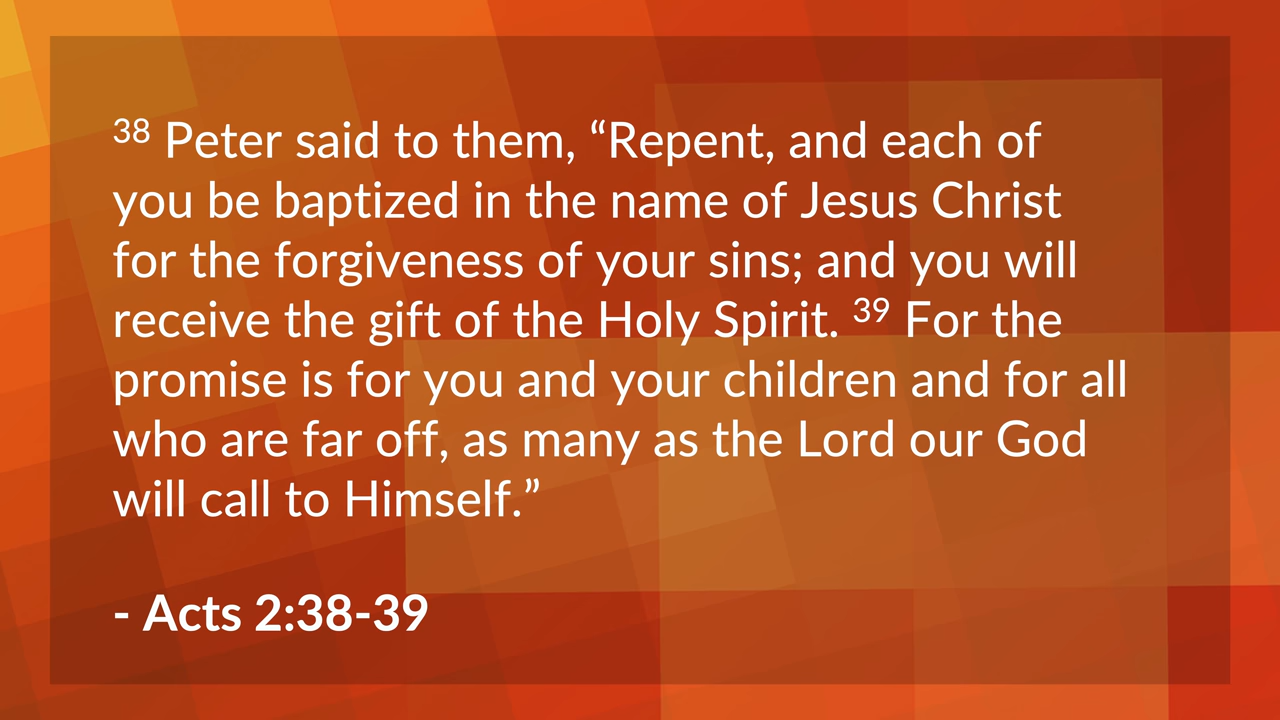 38 Peter said to them, “Repent, and each of
you be baptized in the name of Jesus Christ
for the forgiveness of your sins; and you will
receive the gift of the Holy Spirit. 39 For the
promise is for you and your children and for all
who are far off, as many as the Lord our God
will call to Himself.”
- Acts 2:38-39